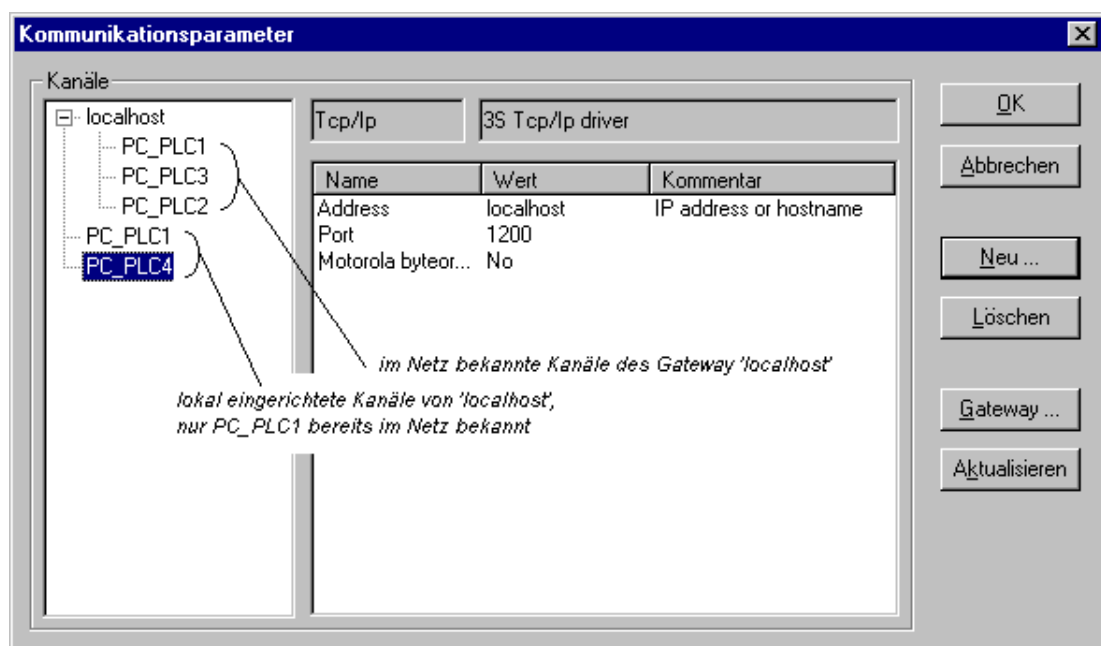 Kommunikationsparameter
Kanäle
localhost
PC_PLC1
PC_PLC3
PC_PLC2
PC_PLC1
PC_PLC4
Tcp/Ip 3S Tcp/Ip driver
Name Wert Kommentar
Address localhost IP address or hostname
Port 1200
Motorola byteor... No
im Netz bekannte Kanäle des Gateway 'localhost'
lokal eingerichtete Kanäle von 'localhost',
nur PC_PLC1 bereits im Netz bekannt
OK
Abbrechen
Neu ...
Löschen
Gateway ...
Aktualisieren